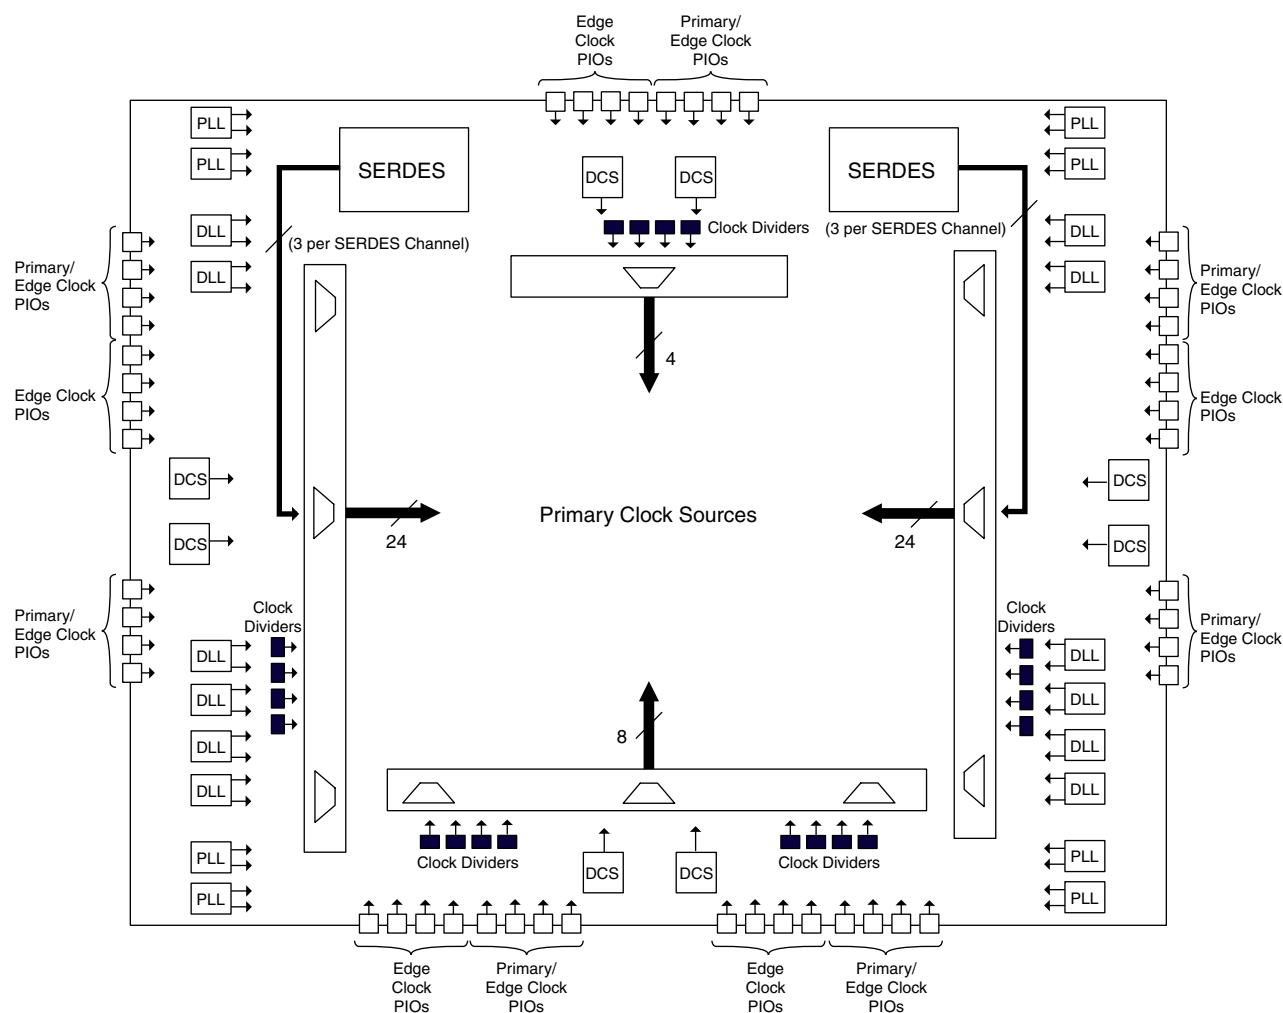 Edge
Clock
PIOs
Primary/
Edge Clock
PIOs
PLL
PLL
SERDES
SERDES
PLL
PLL
DCS
DCS
DLL
DLL
(3 per SERDES Channel)
Clock Dividers
(3 per SERDES Channel)
DLL
DLL
Primary/
Edge Clock
PIOs
Primary/
Edge Clock
PIOs
4
Edge Clock
PIOs
Edge Clock
PIOs
DCS
DCS
24
Primary Clock Sources
24
DCS
DCS
Primary/
Edge Clock
PIOs
Clock
Dividers
Clock
Dividers
Primary/
Edge Clock
PIOs
DLL
DLL
DLL
DLL
8
DLL
DLL
DLL
DLL
PLL
PLL
Clock Dividers
DCS
DCS
Clock Dividers
PLL
PLL
Edge
Clock
PIOs
Primary/
Edge Clock
PIOs
Edge
Clock
PIOs
Primary/
Edge Clock
PIOs